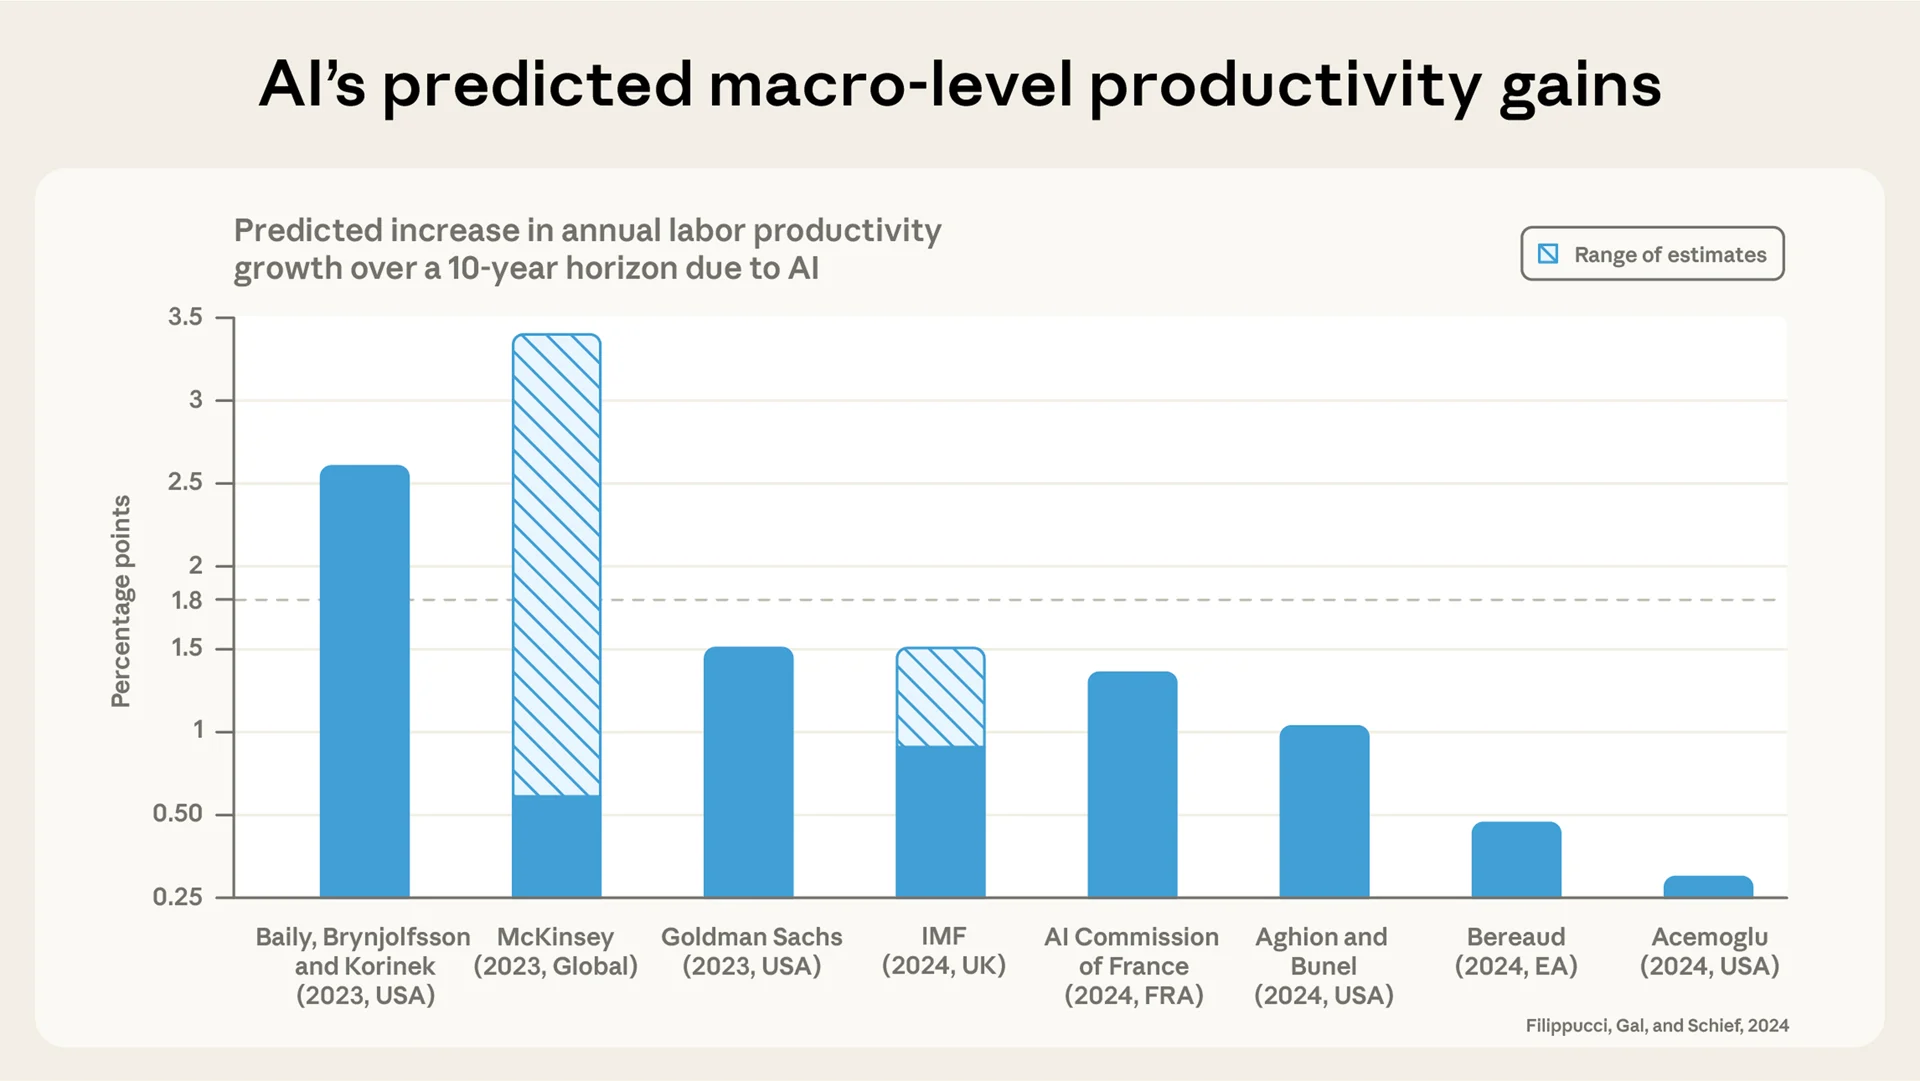 AI’s predicted macro-level productivity gains
Predicted increase in annual labor productivity
growth over a 10-year horizon due to AI
Range of estimates
Percentage points
3.5
3
2.5
2
1.8
1.5
1
0.50
0.25
Baily, Brynjolfsson
and Korinek
(2023, USA)
McKinsey
(2023, Global)
Goldman Sachs
(2023, USA)
IMF
(2024, UK)
AI Commission
of France
(2024, FRA)
Aghion and
Bunel
(2024, USA)
Bereaud
(2024, EA)
Acemoglu
(2024, USA)
Filippucci, Gal, and Schief, 2024